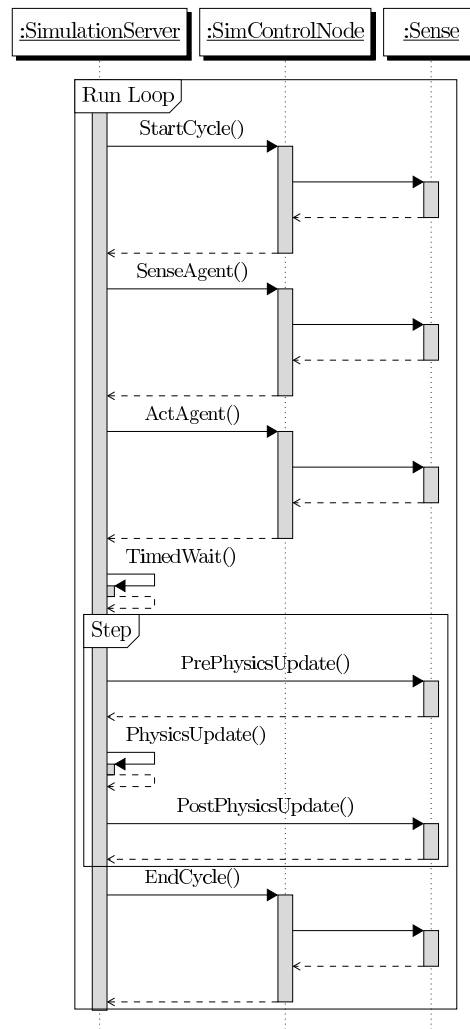 :SimulationServer :SimControlNode :Sense
Run Loop
StartCycle()
SenseAgent()
ActAgent()
TimedWait()
Step
PrePhysicsUpdate()
PhysicsUpdate()
PostPhysicsUpdate()
EndCycle()